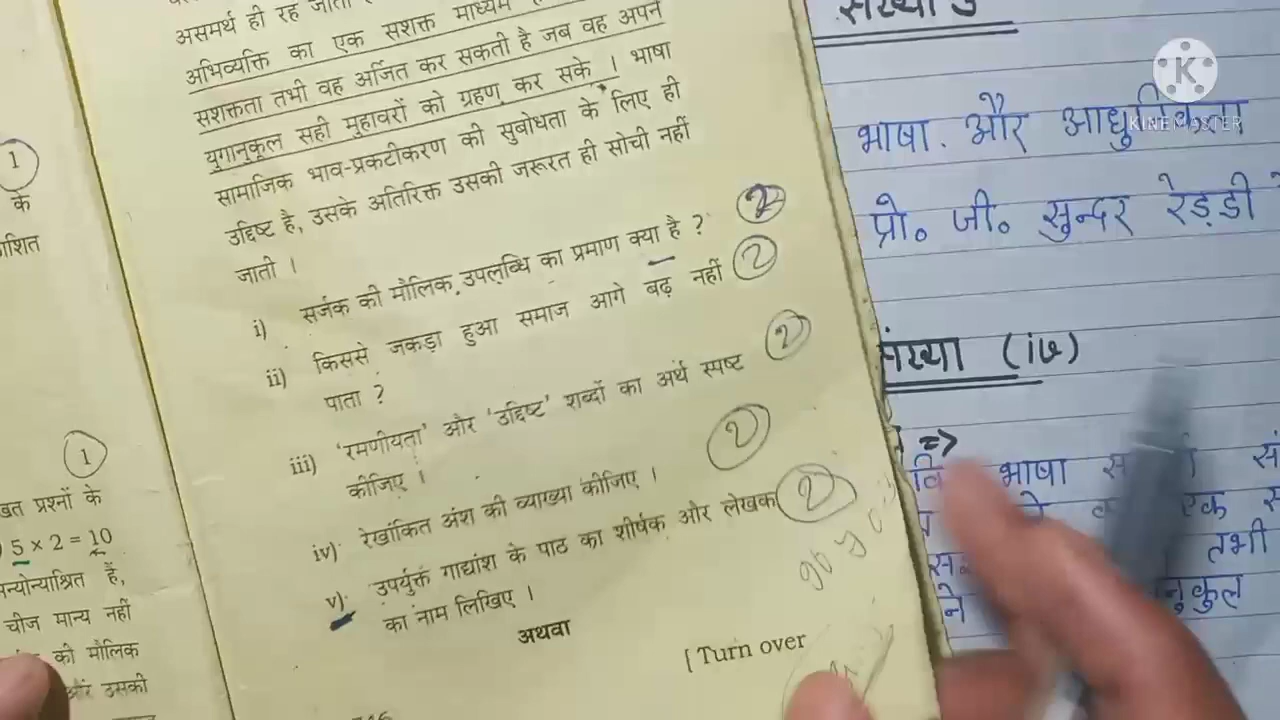 असमर्थ ही रह जाती
अभिव्यक्ति का एक सशक्त माध्यम
सशक्तता तभी वह अर्जित कर सकती है जब वह अपने
युगानुकूल सही मुहावरों को ग्रहण कर सके । भाषा
सामाजिक भाव-प्रकटीकरण की सुबोधता के लिए ही
उद्दिष्ट है, उसके अतिरिक्त उसकी जरूरत ही सोची नहीं
जाती ।
i) सर्जक की मौलिक उपलब्धि का प्रमाण क्या है ? 2
ii) किससे जकड़ा हुआ समाज आगे बढ़ नहीं 2
पाता ?
iii) 'रमणीयता' और 'उद्दिष्ट' शब्दों का अर्थ स्पष्ट 2
कीजिए ।
iv) रेखांकित अंश की व्याख्या कीजिए । 2
v) उपर्युक्त गाद्यांश के पाठ का शीर्षक और लेखक 2
का नाम लिखिए ।
अथवा
[ Turn over
1
के
1
प्रश्नों के
5 x 2 = 10
चीज मान्य नहीं
की मौलिक
और उसकी
भाषा और आधुनिकता
प्रो० जी० सुन्दर रेड्डी
(iv)
=>
भाषा
तभी
K
KINEMASTER